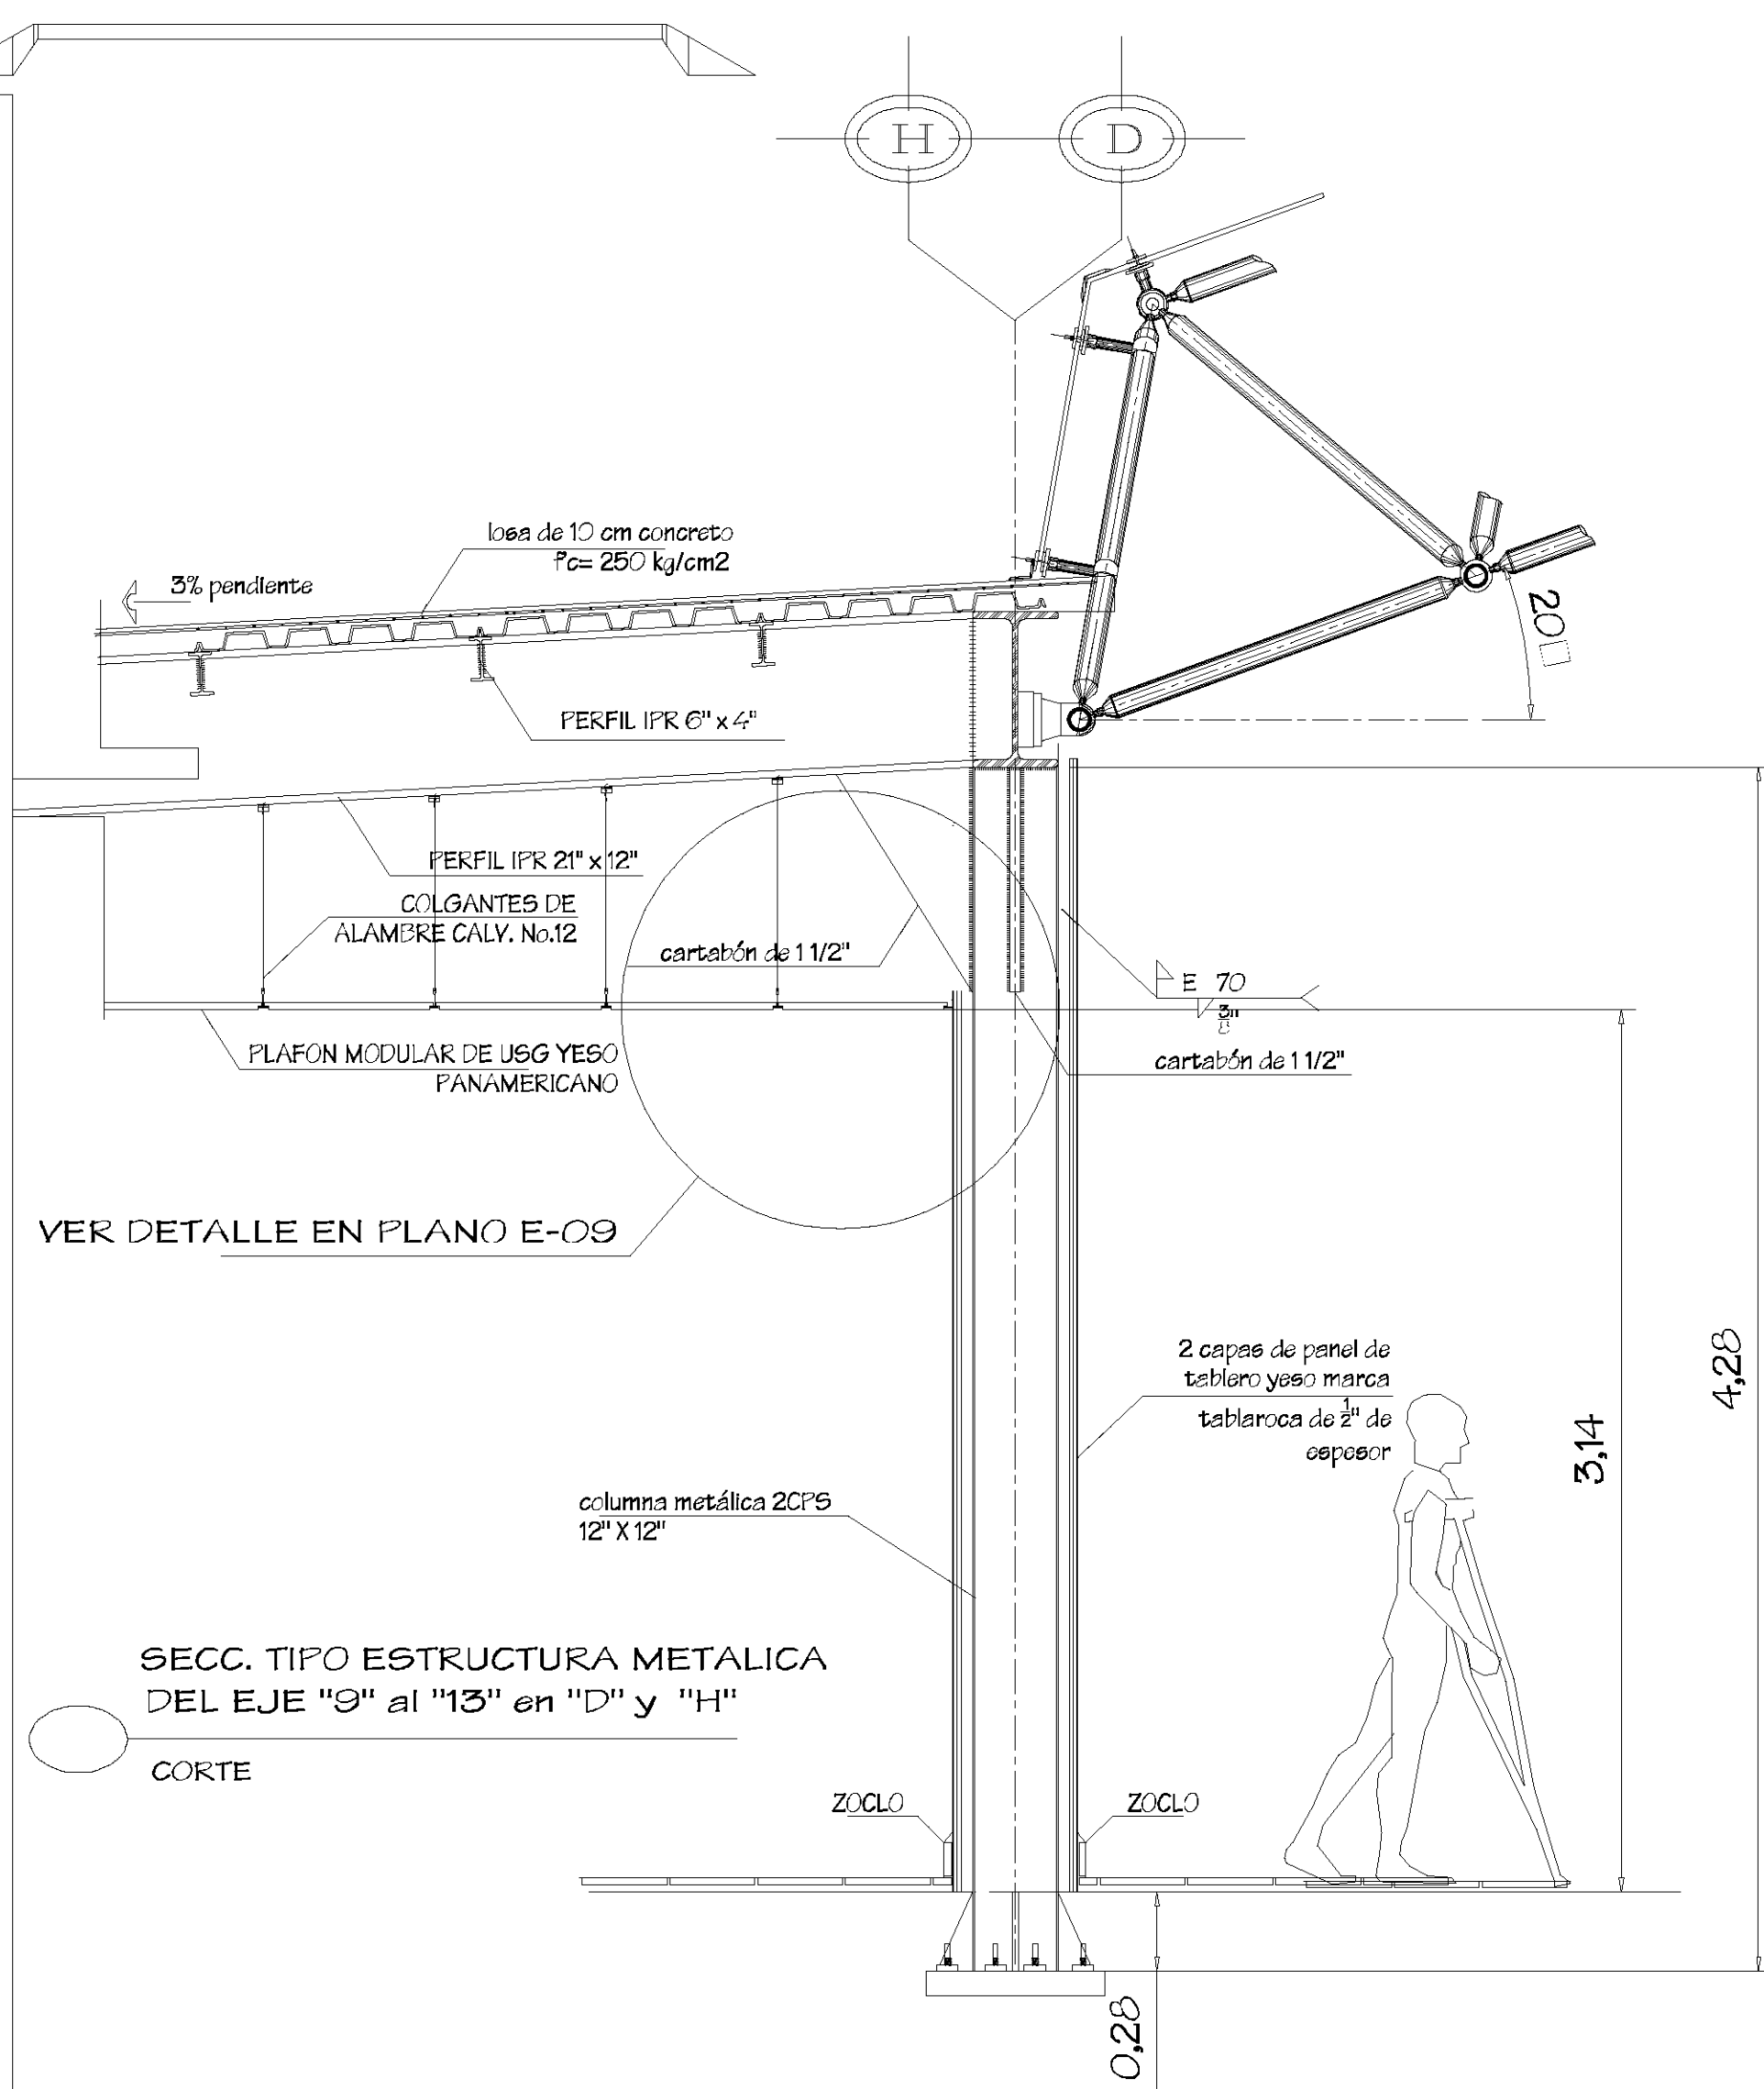 H D
losa de 10 cm concreto
f'c= 250 kg/cm2
3% pendiente
20□
PERFIL IPR 6" x 4"
PERFIL IPR 21" x 12"
COLGANTES DE
ALAMBRE CALV. No.12
cartabón de 1 1/2"
E 70
cartabón de 1 1/2"
PLAFON MODULAR DE USG YESO
PANAMERICANO
VER DETALLE EN PLANO E-09
2 capas de panel de
tablero yeso marca
tablaroca de 1/2" de
espesor
4,28
3,14
columna metálica 2CPS
12" X 12"
SECC. TIPO ESTRUCTURA METALICA
DEL EJE "9" al "13" en "D" y "H"
CORTE
ZOCLO
ZOCLO
0,28